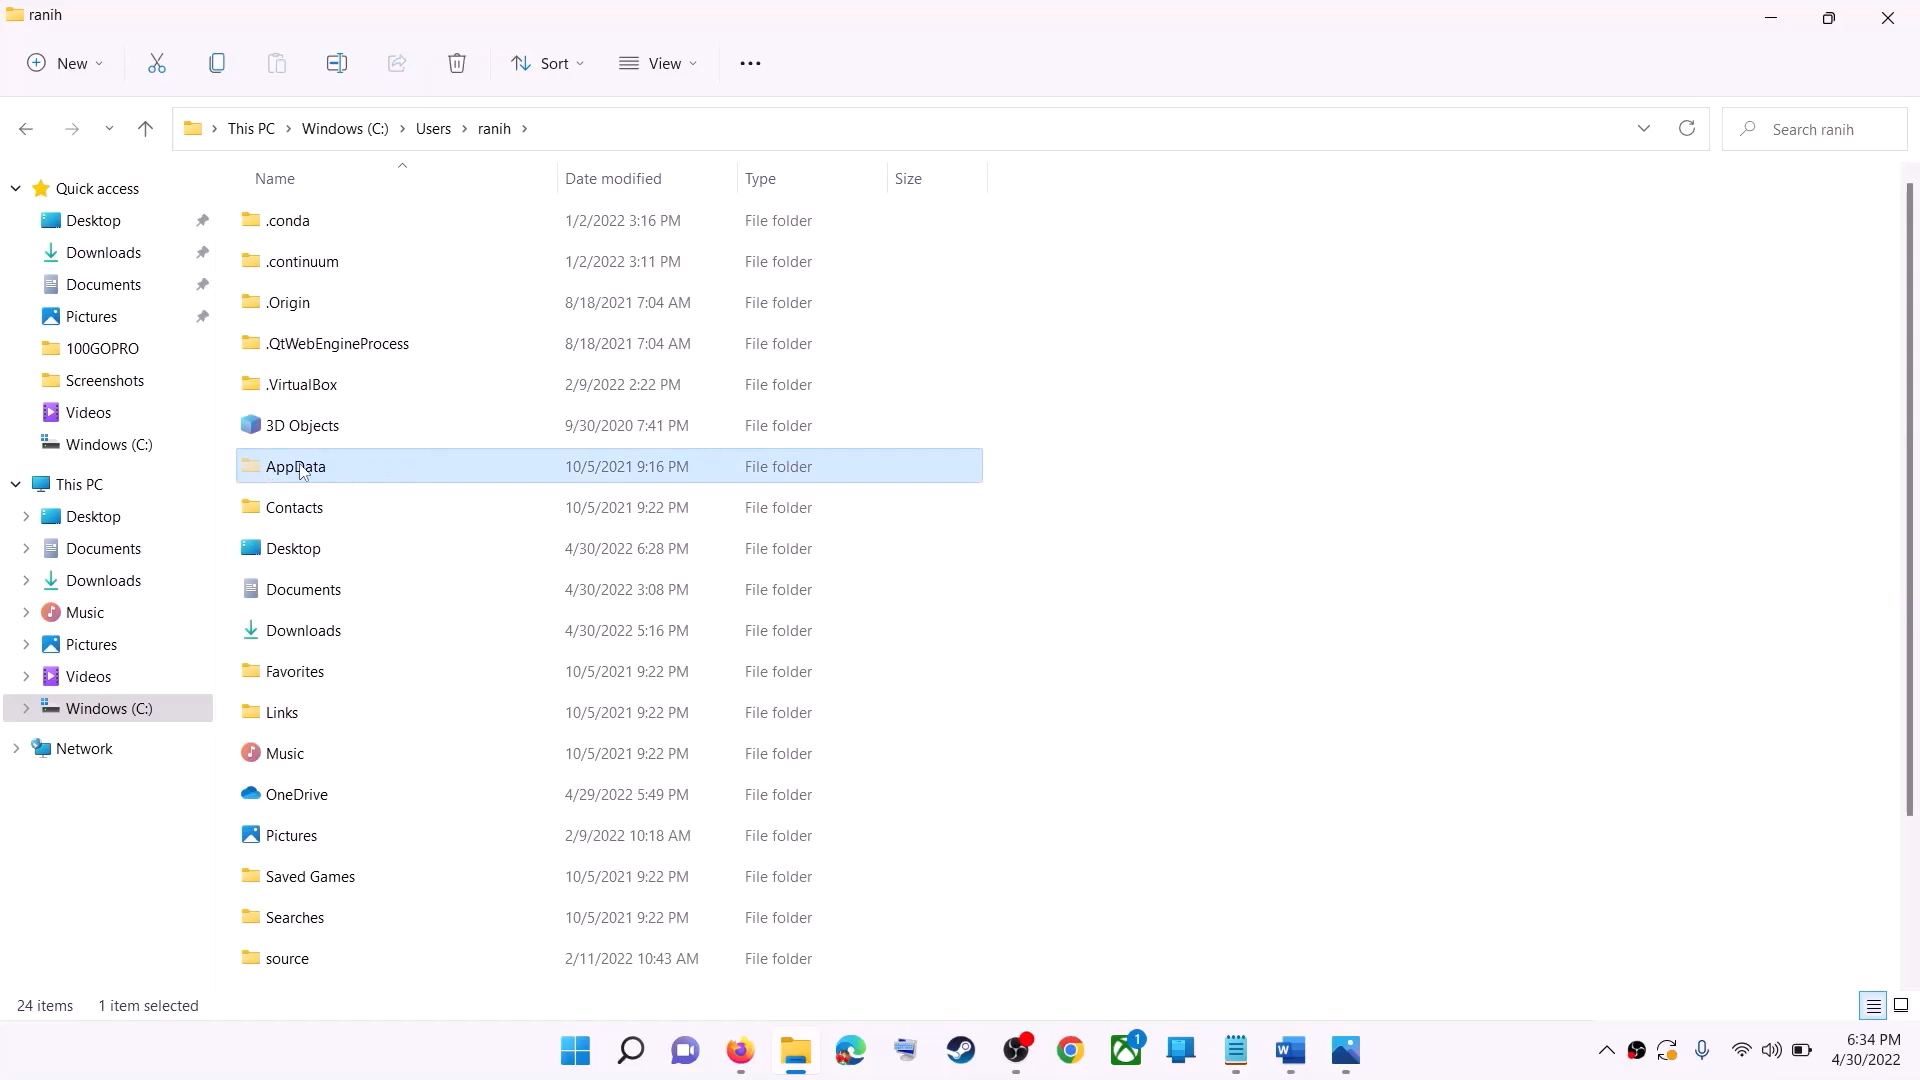 ranih
New
Sort
View
This PC
Windows (C:)
Users
ranih
Search ranih
Quick access
Desktop
Downloads
Documents
Pictures
100GOPRO
Screenshots
Videos
Windows (C:)
This PC
Desktop
Documents
Downloads
Music
Pictures
Videos
Windows (C:)
Network
Name Date modified Type Size
.conda 1/2/2022 3:16 PM File folder
.continuum 1/2/2022 3:11 PM File folder
.Origin 8/18/2021 7:04 AM File folder
.QtWebEngineProcess 8/18/2021 7:04 AM File folder
.VirtualBox 2/9/2022 2:22 PM File folder
3D Objects 9/30/2020 7:41 PM File folder
AppData 10/5/2021 9:16 PM File folder
Contacts 10/5/2021 9:22 PM File folder
Desktop 4/30/2022 6:28 PM File folder
Documents 4/30/2022 3:08 PM File folder
Downloads 4/30/2022 5:16 PM File folder
Favorites 10/5/2021 9:22 PM File folder
Links 10/5/2021 9:22 PM File folder
Music 10/5/2021 9:22 PM File folder
OneDrive 4/29/2022 5:49 PM File folder
Pictures 2/9/2022 10:18 AM File folder
Saved Games 10/5/2021 9:22 PM File folder
Searches 10/5/2021 9:22 PM File folder
source 2/11/2022 10:43 AM File folder
24 items 1 item selected
1
6:34 PM
4/30/2022